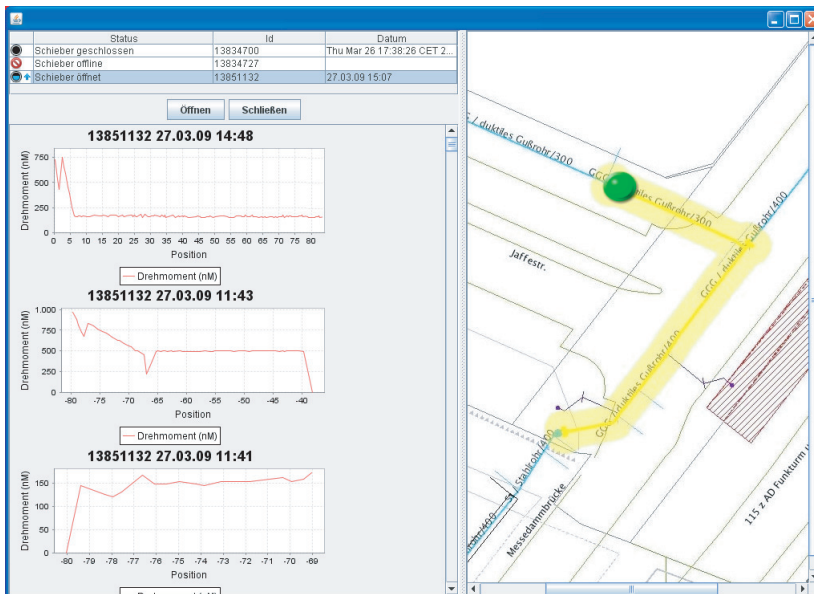 Status Id Datum
Schieber geschlossen 13834700 Thu Mar 26 17:38:26 CET 2...
Schieber offline 13834727
Schieber öffnet 13851132 27.03.09 15:07
Öffnen Schließen
13851132 27.03.09 14:48
Drehmoment (nM)
750
500
250
0
0 5 10 15 20 25 30 35 40 45 50 55 60 65 70 75 80
Position
Drehmoment (nM)
13851132 27.03.09 11:43
Drehmoment (nM)
1.000
750
500
250
0
-80 -75 -70 -65 -60 -55 -50 -45 -40
Position
Drehmoment (nM)
13851132 27.03.09 11:41
Drehmoment (nM)
150
100
50
0
-80 -79 -78 -77 -76 -75 -74 -73 -72 -71 -70 -69
Position
/ duktiles Gußrohr/300
GGG duktiles Gußrohr/300
GGG / duktiles Gußrohr/400
Jaffestr.
GGG / duktiles Gußrohr/400
St / Stahlrohr/400
Messedammbrücke
115 z AD Funkturm